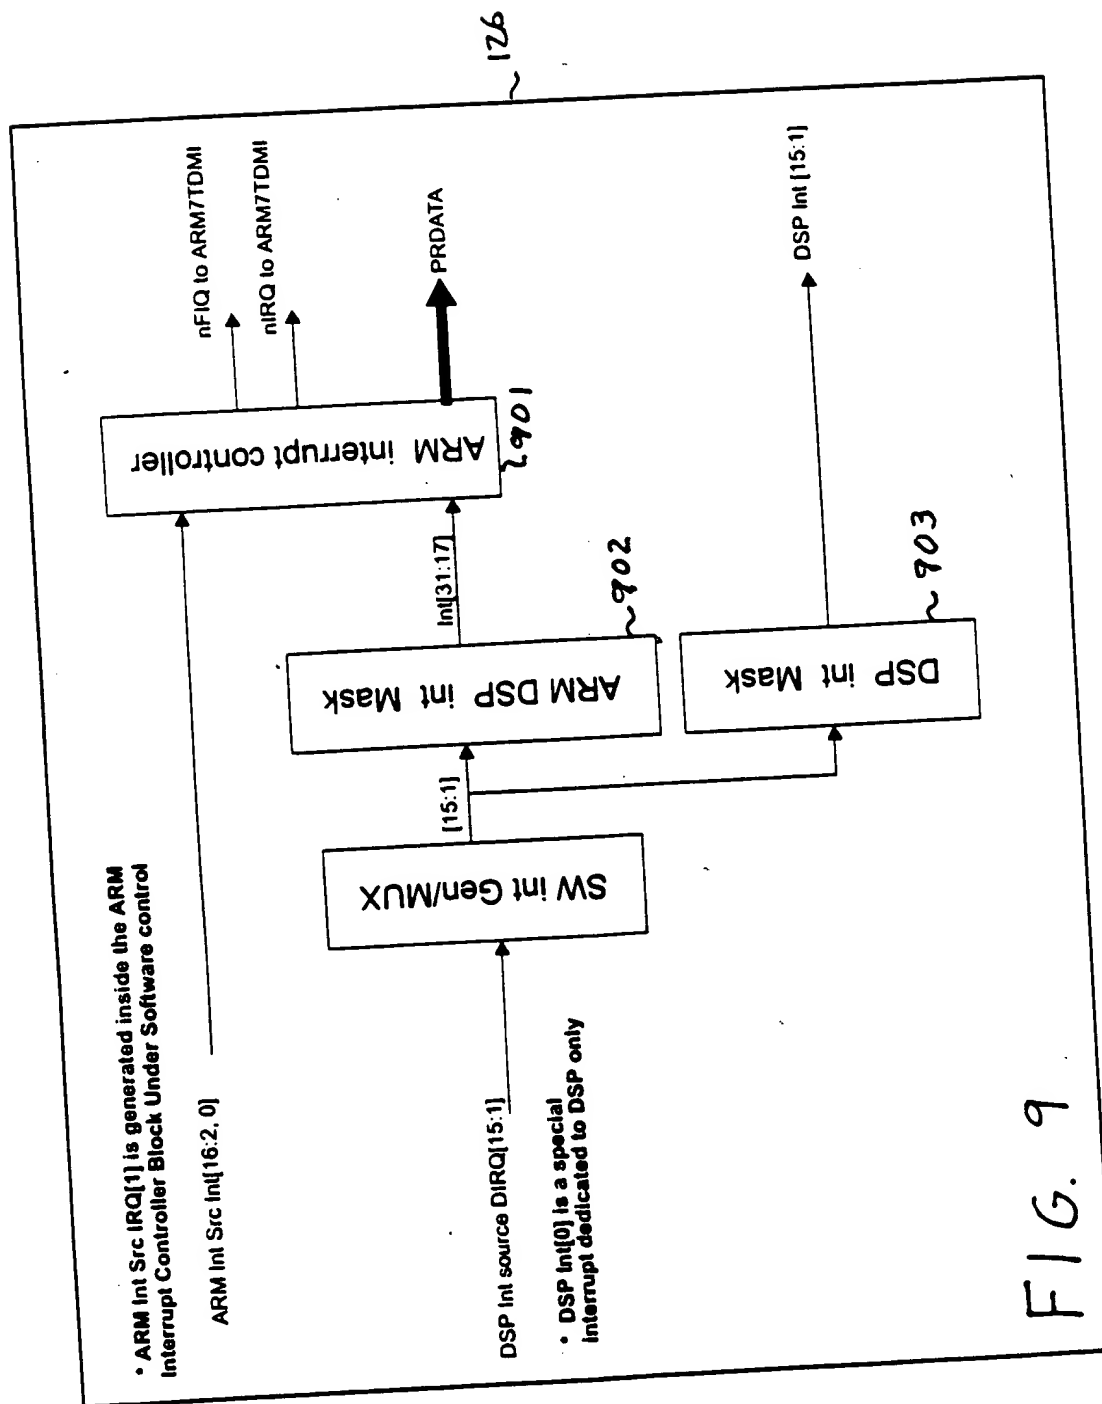 * ARM Int Src IRQ[1] is generated inside the ARM
Interrupt Controller Block Under Software control
ARM Int Src Int[16:2, 0]
DSP Int source DIRQ[15:1]
* DSP Int[0] is a special
interrupt dedicated to DSP only
SW int Gen/MUX
[15:1]
ARM DSP int Mask
902
DSP int Mask
903
Int[31:17]
ARM interrupt controller
901
nFIQ to ARM7TDMI
nIRQ to ARM7TDMI
PRDATA
DSP Int [15:1]
126
FIG. 9